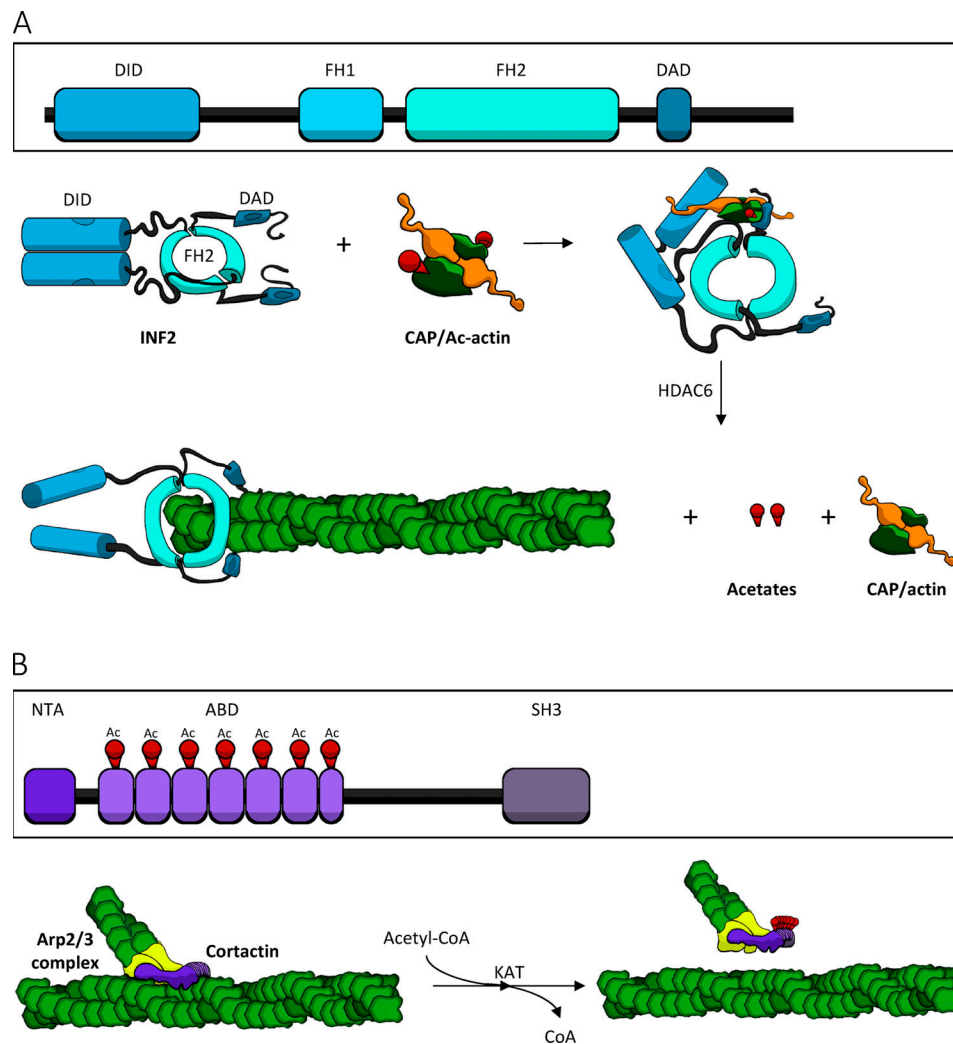 A
DID FH1 FH2 DAD
DID DAD
FH2
+
INF2 CAP/Ac-actin
HDAC6
+ +
Acetates CAP/actin
B
NTA ABD SH3
Ac Ac Ac Ac Ac Ac Ac
Arp2/3
complex
Cortactin
Acetyl-CoA
KAT
CoA